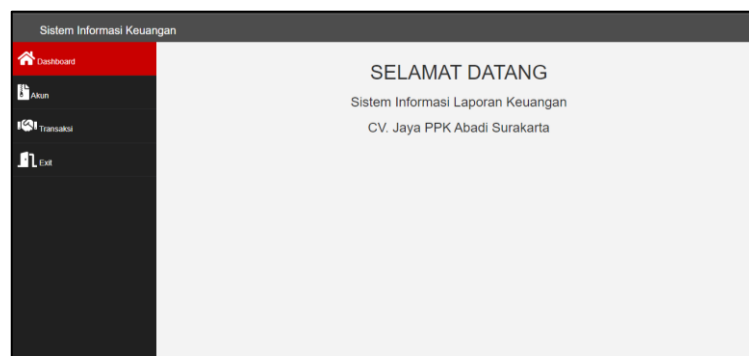 Sistem Informasi Keuangan
Dashboard
Akun
Transaksi
Exit
SELAMAT DATANG
Sistem Informasi Laporan Keuangan
CV. Jaya PPK Abadi Surakarta